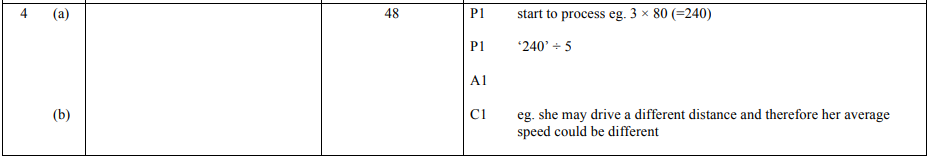 4 (a) 48 P1 start to process eg. 3 × 80 (=240)
P1 ‘240’ ÷ 5
A1
(b) C1 eg. she may drive a different distance and therefore her average
speed could be different